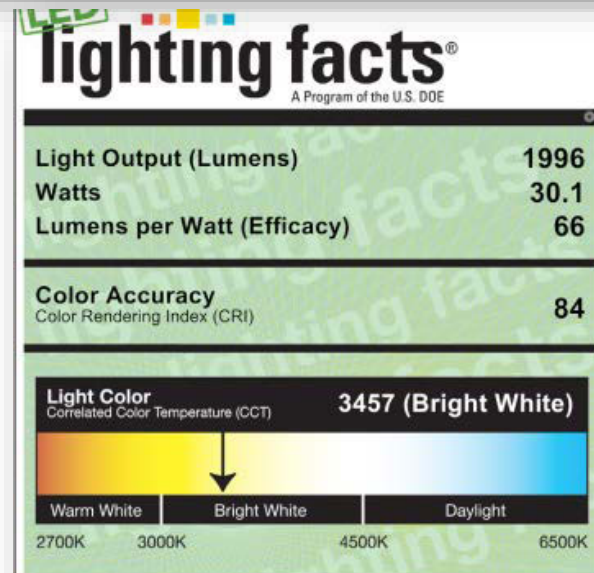 LED
lighting facts®
A Program of the U.S. DOE
Light Output (Lumens) 1996
Watts 30.1
Lumens per Watt (Efficacy) 66
Color Accuracy 84
Color Rendering Index (CRI)
Light Color
Correlated Color Temperature (CCT) 3457 (Bright White)
Warm White Bright White Daylight
2700K 3000K 4500K 6500K